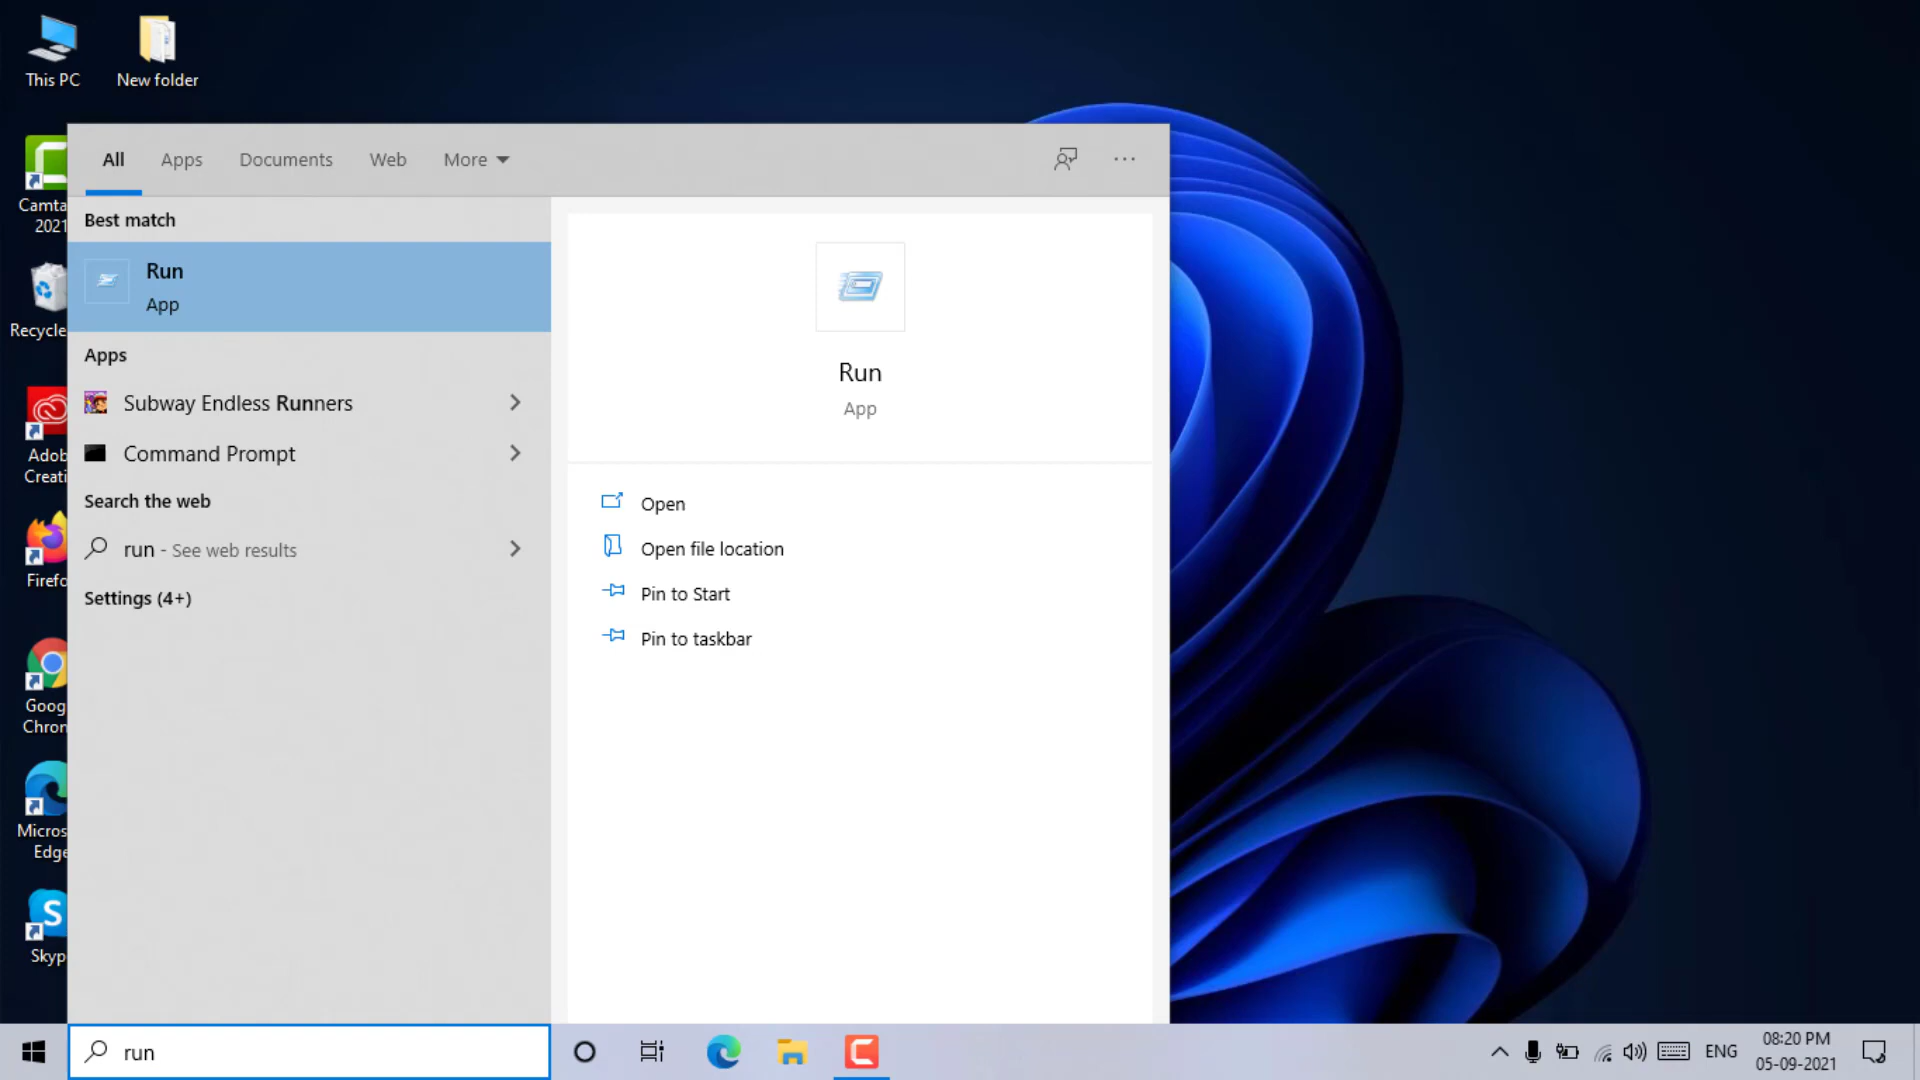 This PC
New folder
Camta
2021
Recycle
Adob
Creati
Firefo
Goog
Chron
Micros
Edge
Skyp
All
Apps
Documents
Web
More
Best match
Run
App
Apps
Subway Endless Runners
Command Prompt
Search the web
run - See web results
Settings (4+)
Run
App
Open
Open file location
Pin to Start
Pin to taskbar
run
ENG
08:20 PM
05-09-2021